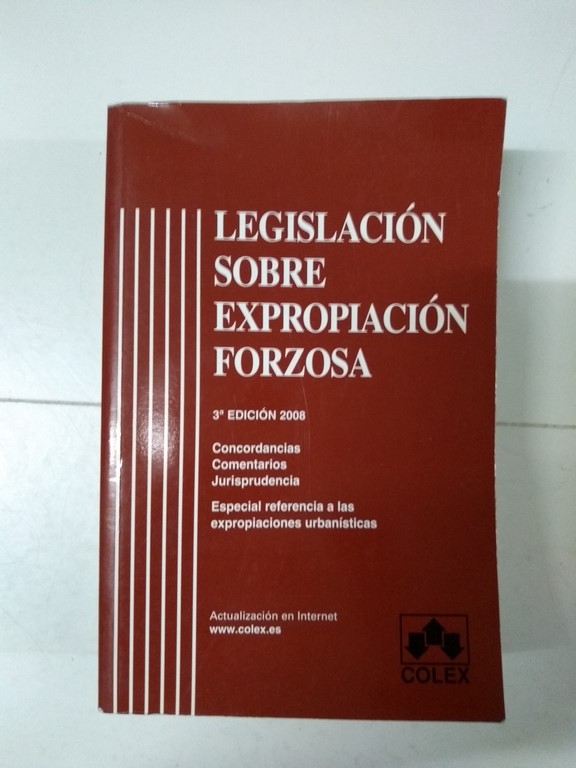 LEGISLACIÓN
SOBRE
EXPROPIACIÓN
FORZOSA
3ª EDICIÓN 2008
Concordancias
Comentarios
Jurisprudencia
Especial referencia a las
expropiaciones urbanísticas
Actualización en Internet
www.colex.es
COLEX